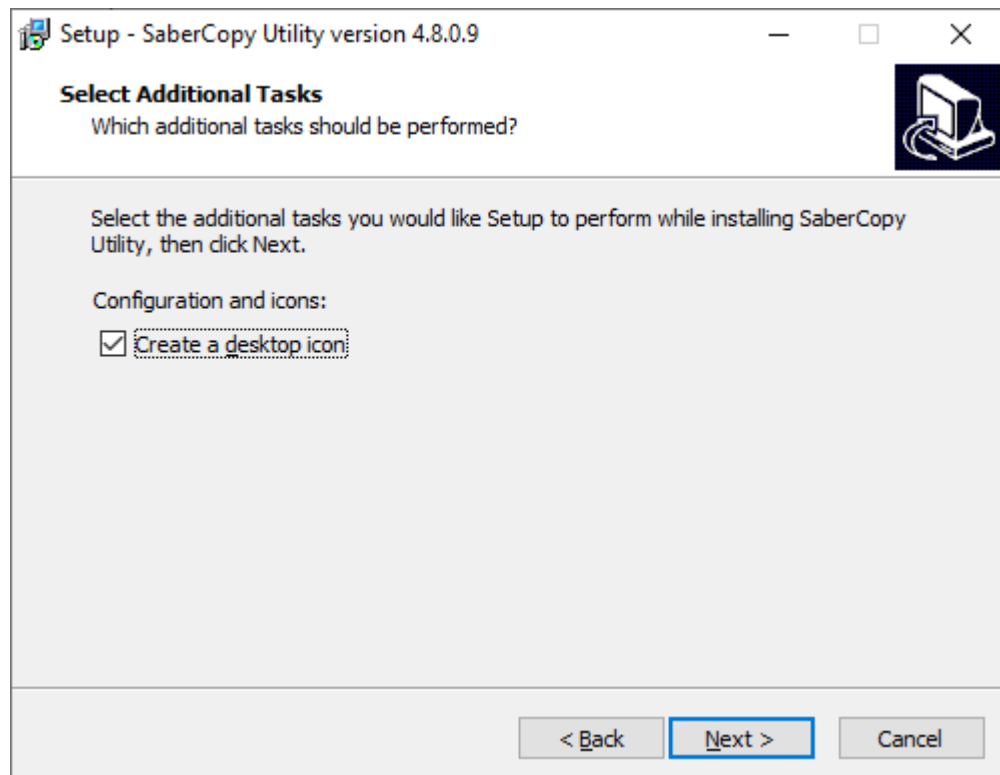 Setup - SaberCopy Utility version 4.8.0.9
Select Additional Tasks
Which additional tasks should be performed?
Select the additional tasks you would like Setup to perform while installing SaberCopy
Utility, then click Next.
Configuration and icons:
Create a desktop icon
< Back
Next >
Cancel